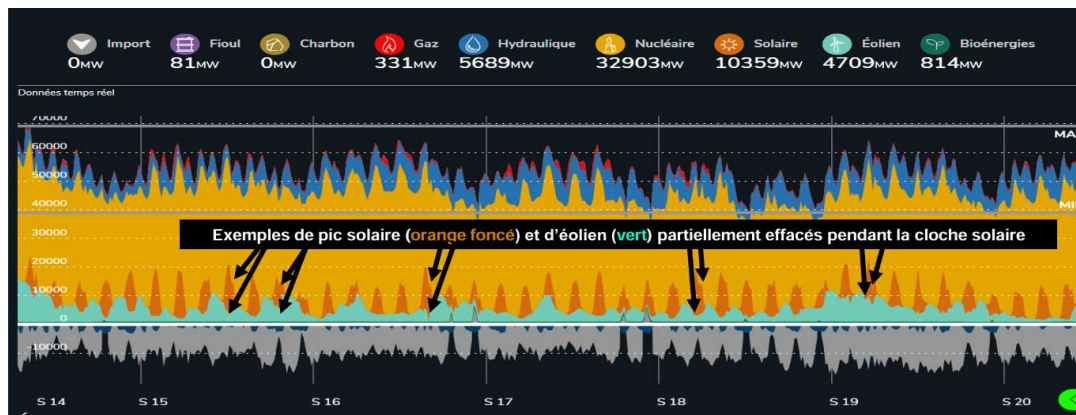 Import Fioul Charbon Gaz Hydraulique Nucléaire Solaire Éolien Bioénergies
0MW 81MW 0MW 331MW 5689MW 32903MW 10359MW 4709MW 814MW
Données temps réel
70000
MA
60000
50000
40000
MI
30000
Exemples de pic solaire (orange foncé) et d'éolien (vert) partiellement effacés pendant la cloche solaire
20000
10000
0
-10000
S 14 S 15 S 16 S 17 S 18 S 19 S 20